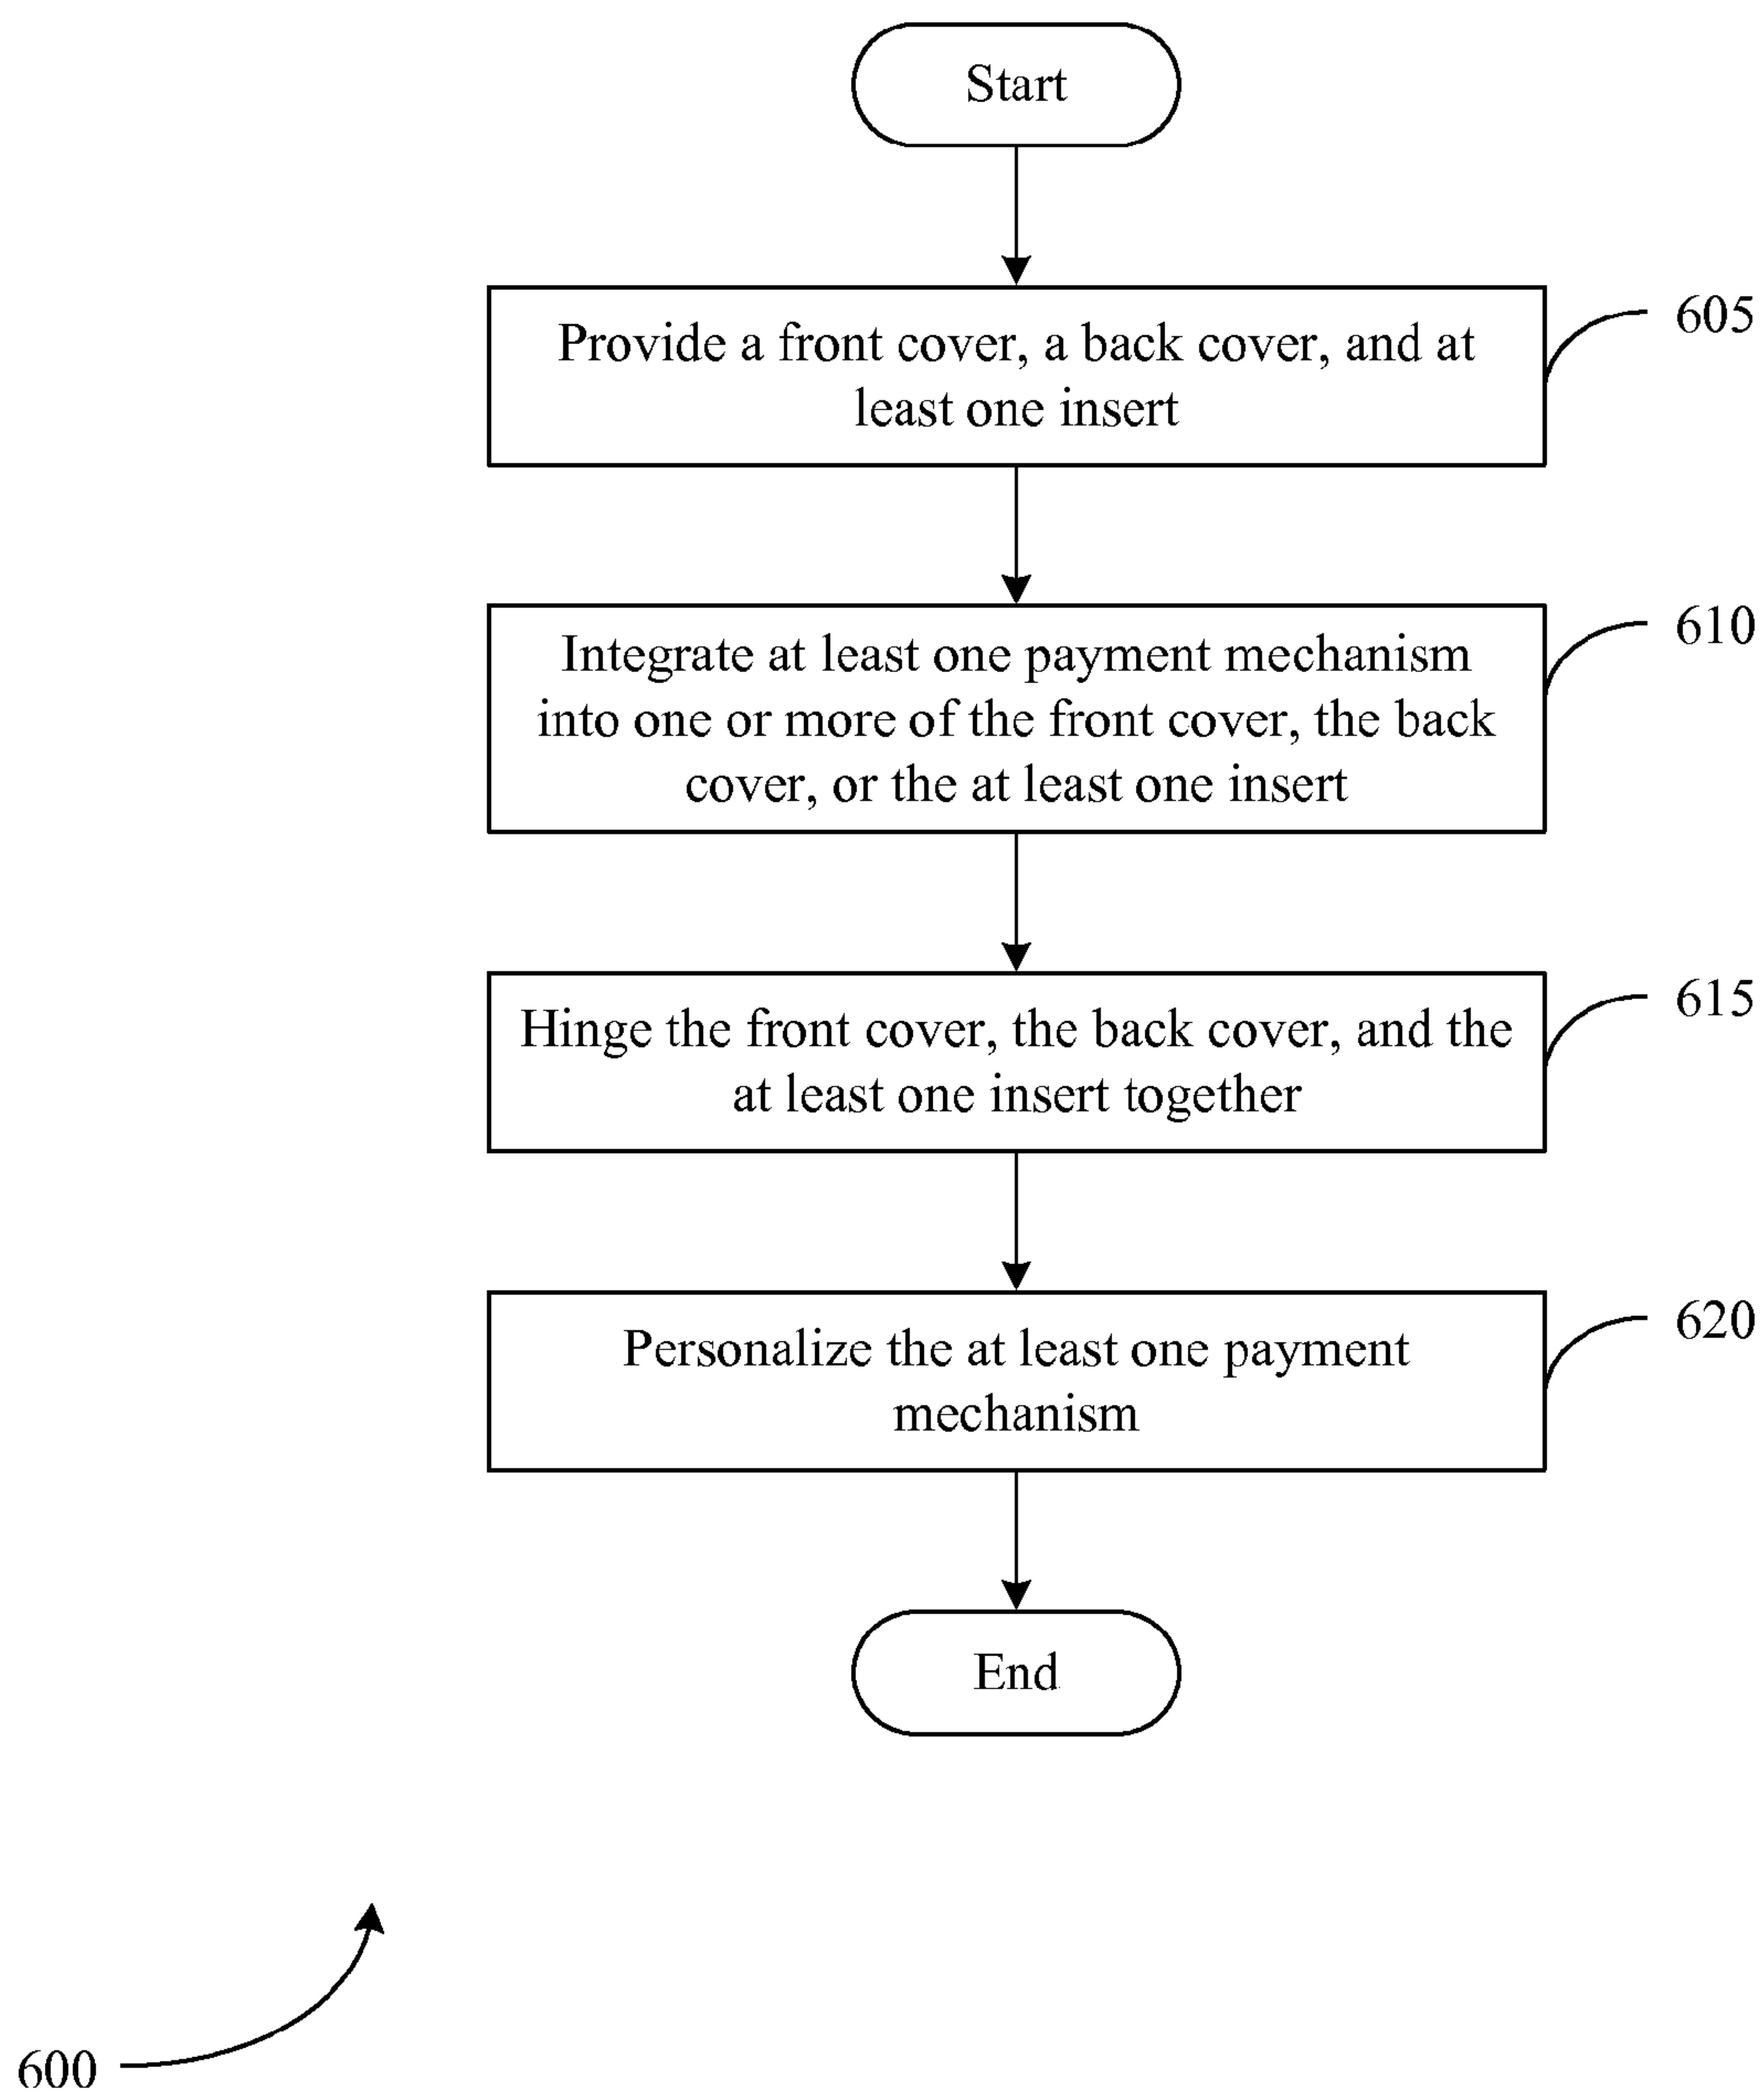 Start
Provide a front cover, a back cover, and at
least one insert
605
Integrate at least one payment mechanism
into one or more of the front cover, the back
cover, or the at least one insert
610
Hinge the front cover, the back cover, and the
at least one insert together
615
Personalize the at least one payment
mechanism
620
End
600